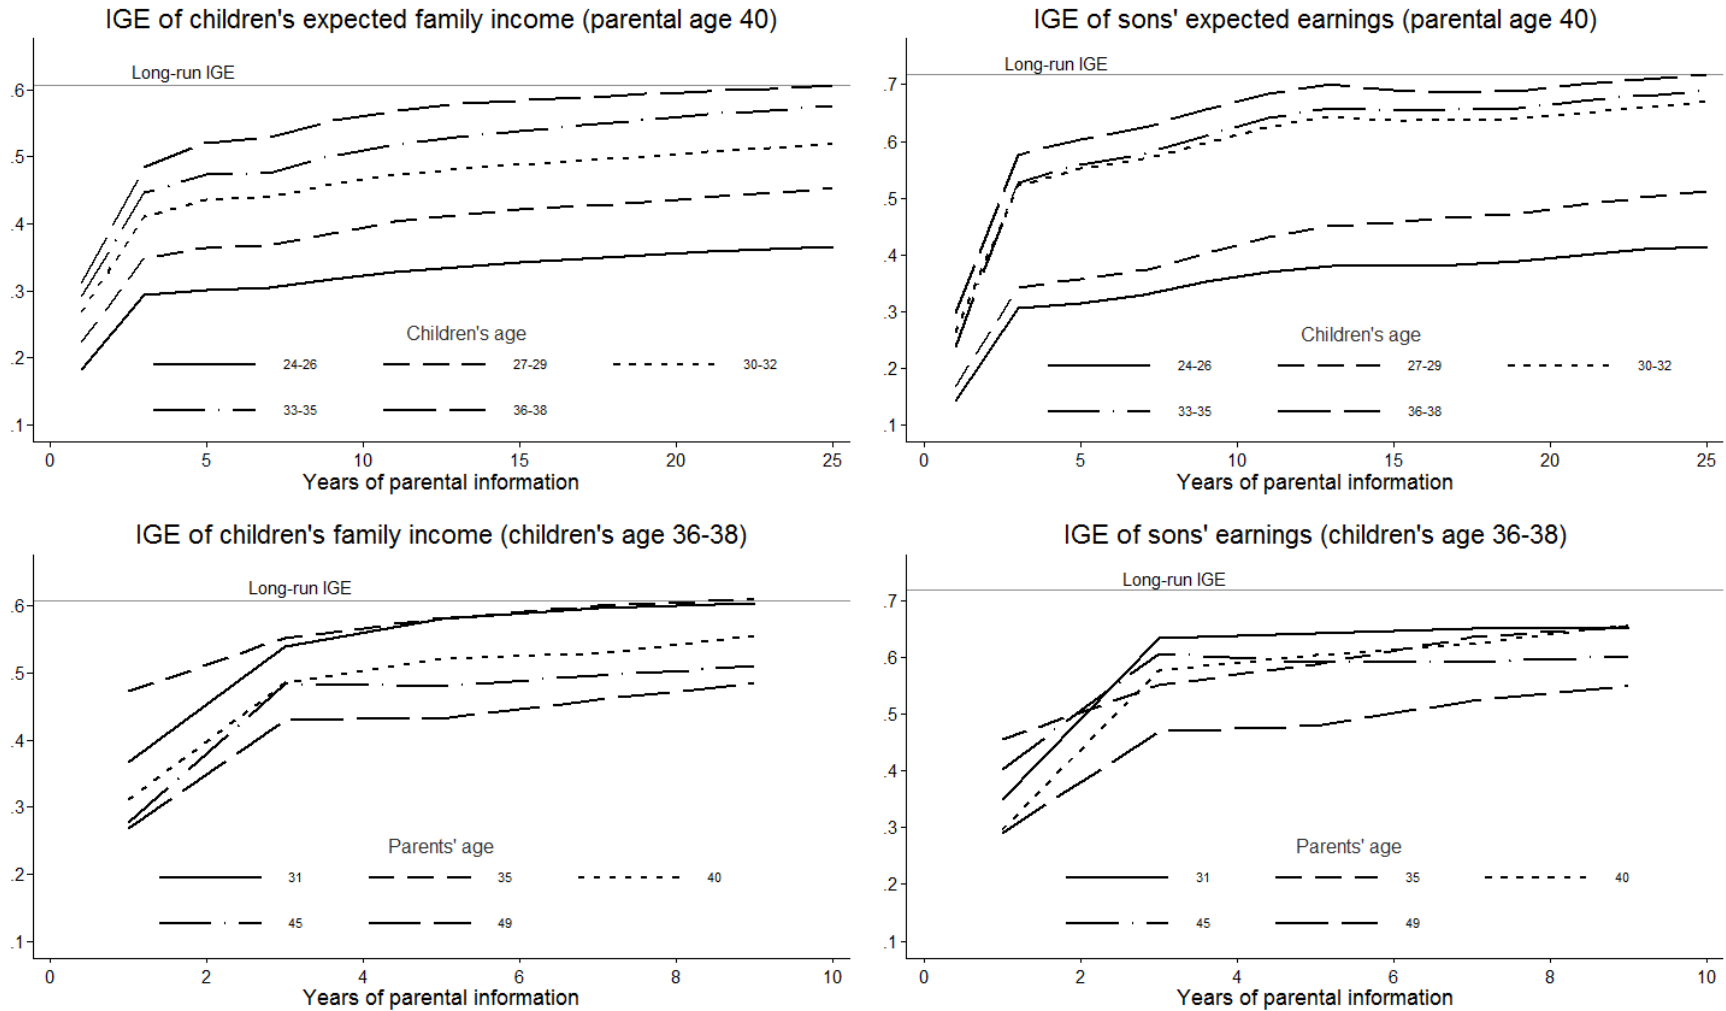 IGE of children's expected family income (parental age 40)
Long-run IGE
.6
.5
.4
.3
.2
.1
Children's age
24-26 27-29 30-32
33-35 36-38
0 5 10 15 20 25
Years of parental information
IGE of sons' expected earnings (parental age 40)
Long-run IGE
.7
.6
.5
.4
.3
.2
.1
Children's age
24-26 27-29 30-32
33-35 36-38
0 5 10 15 20 25
Years of parental information
IGE of children's family income (children's age 36-38)
Long-run IGE
.6
.5
.4
.3
.2
.1
Parents' age
31 35 40
45 49
0 2 4 6 8 10
Years of parental information
IGE of sons' earnings (children's age 36-38)
Long-run IGE
.7
.6
.5
.4
.3
.2
.1
Parents' age
31 35 40
45 49
0 2 4 6 8 10
Years of parental information